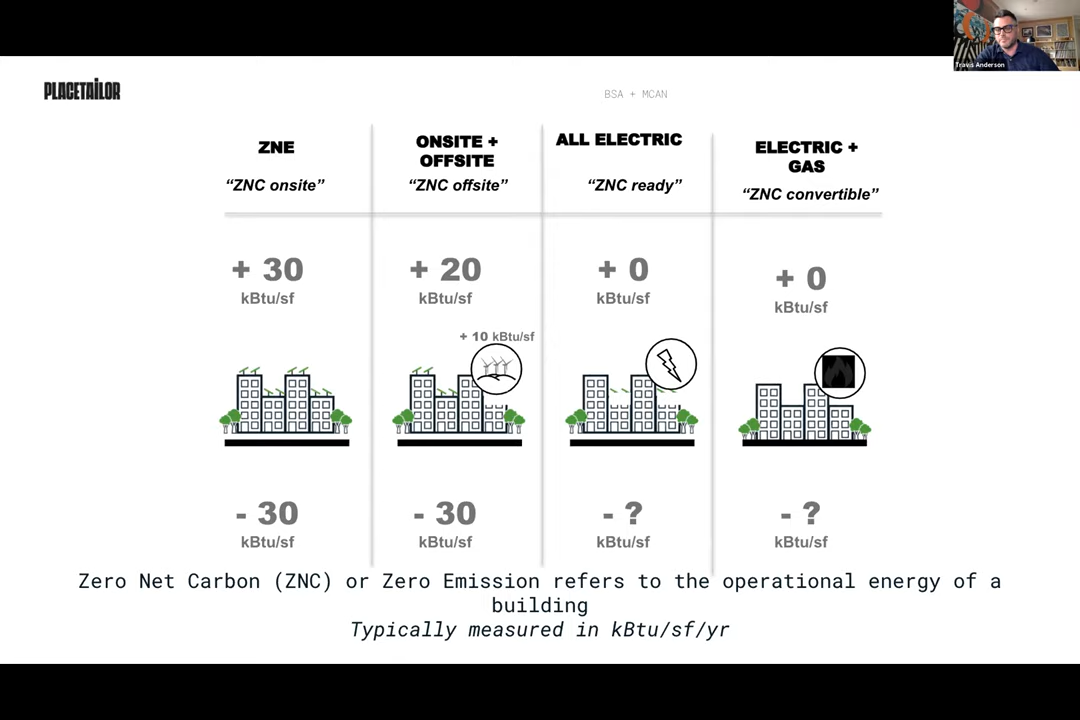 Travis Anderson
PLACETAILOR
BSA + MCAN
ZNE
“ZNC onsite”
ONSITE +
OFFSITE
“ZNC offsite”
ALL ELECTRIC
“ZNC ready”
ELECTRIC +
GAS
“ZNC convertible”
+ 30
kBtu/sf
+ 20
kBtu/sf
+ 0
kBtu/sf
+ 0
kBtu/sf
+ 10 kBtu/sf
- 30
kBtu/sf
- 30
kBtu/sf
- ?
kBtu/sf
- ?
kBtu/sf
Zero Net Carbon (ZNC) or Zero Emission refers to the operational energy of a
building
Typically measured in kBtu/sf/yr